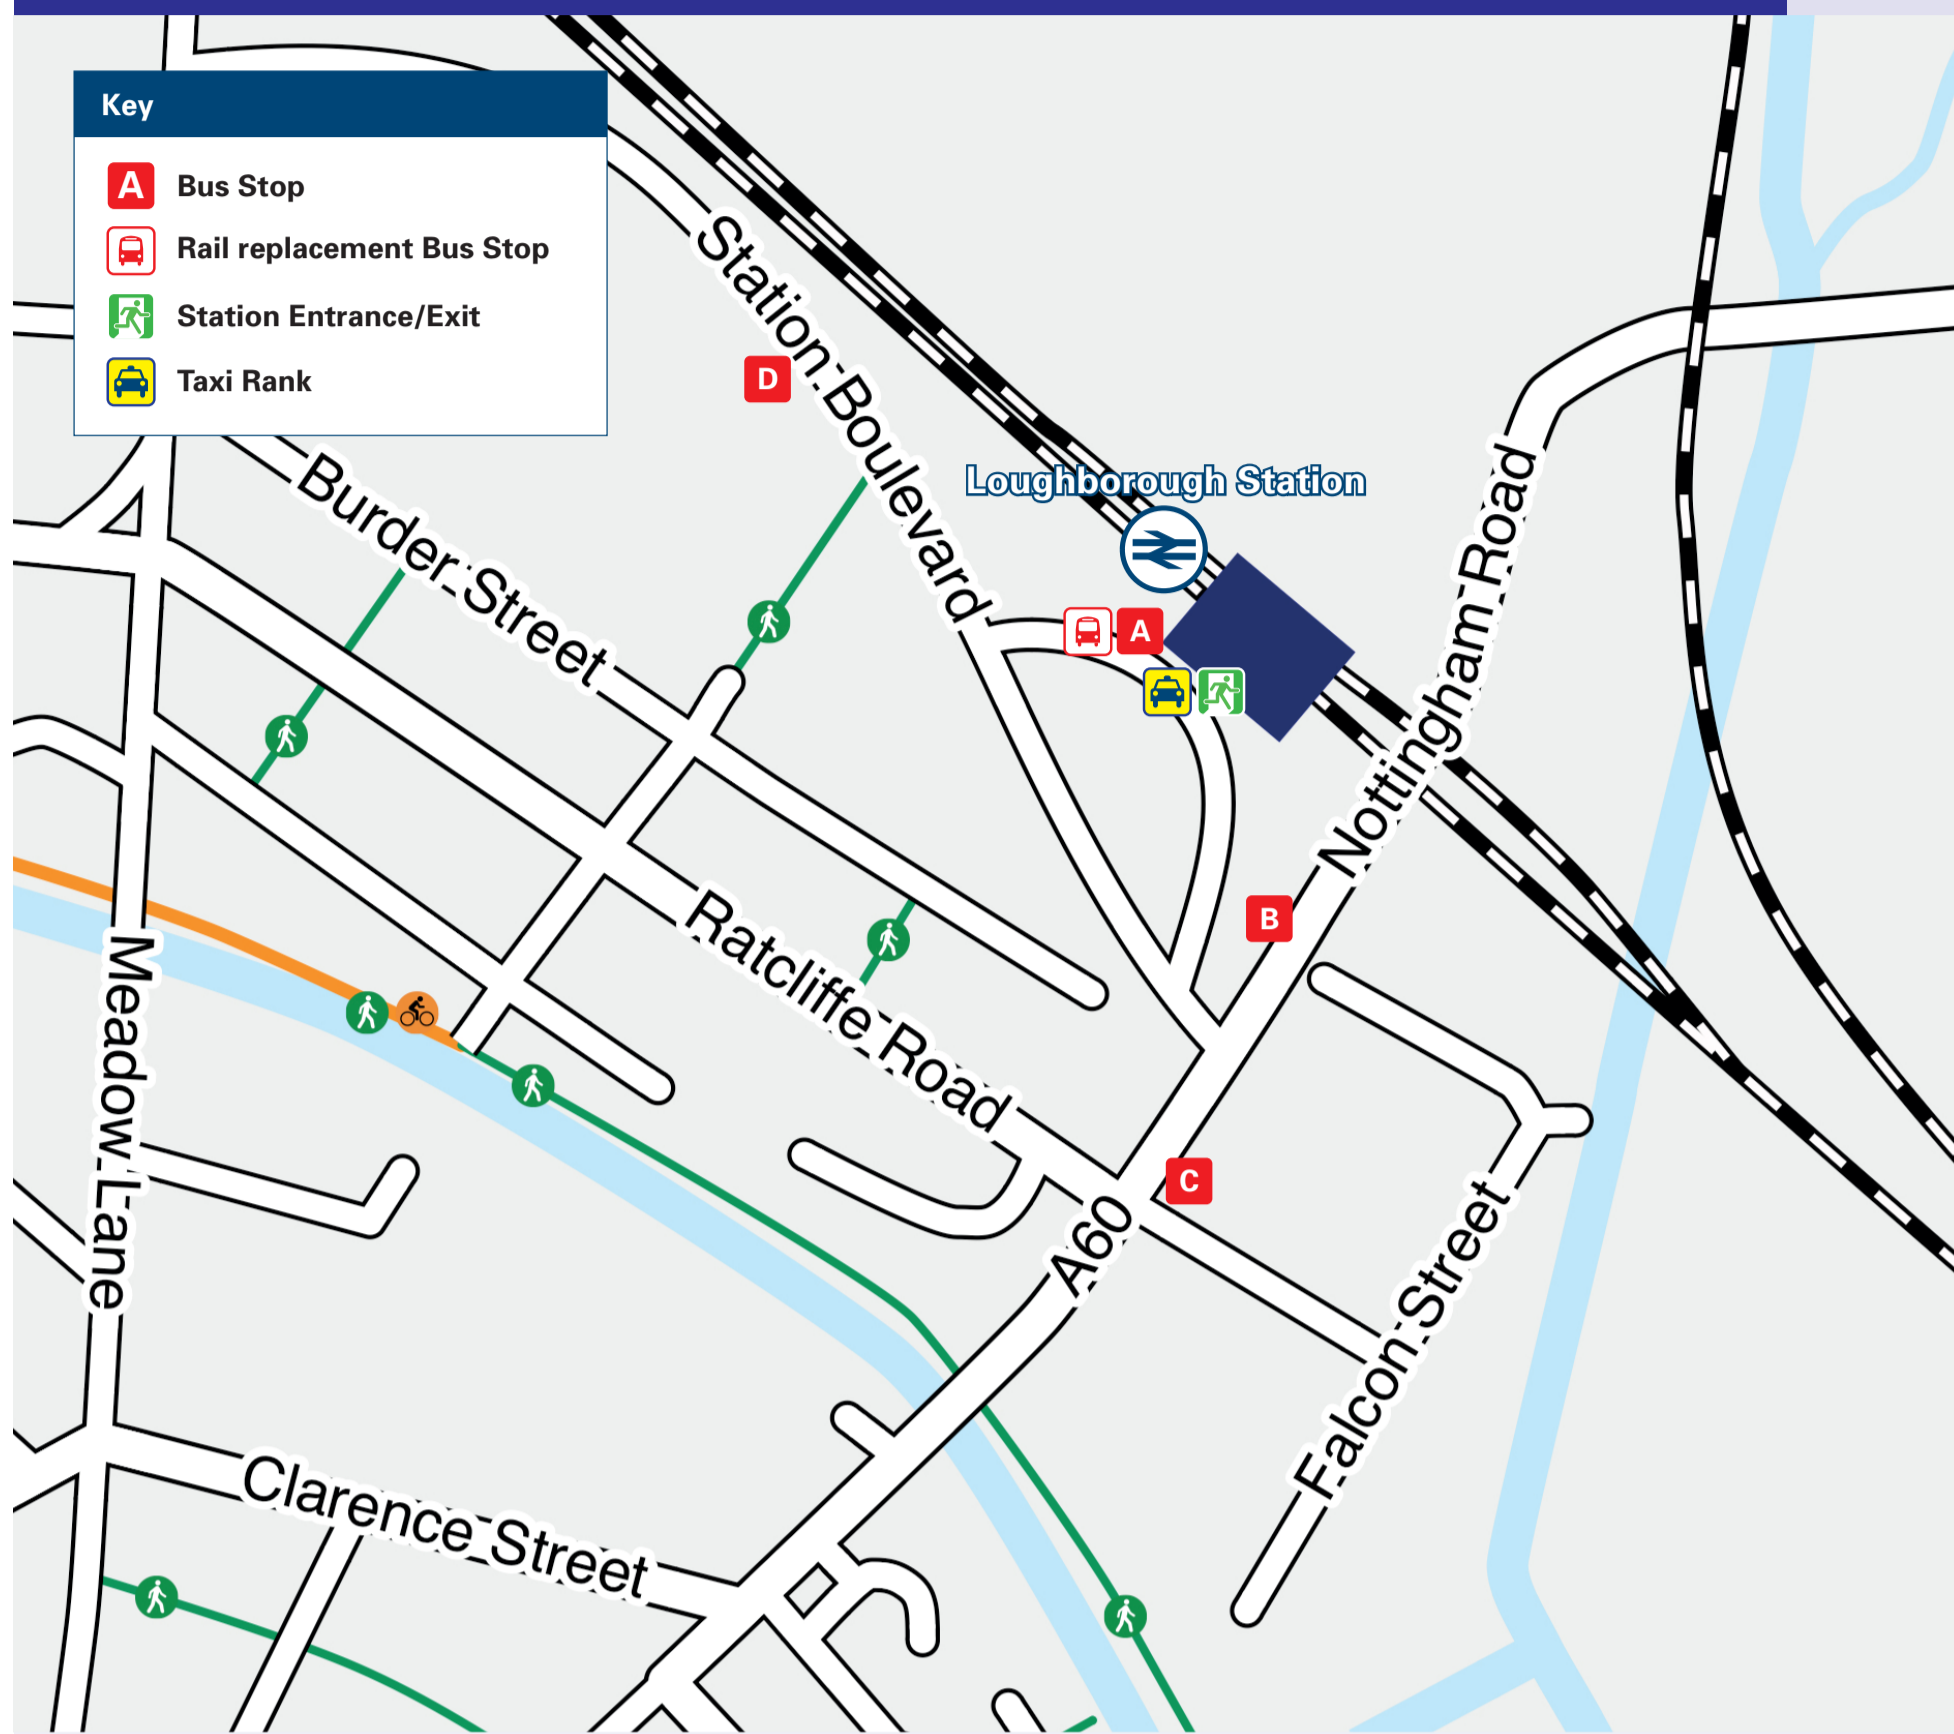 Key
A Bus Stop
Rail replacement Bus Stop
Station Entrance/Exit
Taxi Rank
Station Boulevard
D
Burder Street
Loughborough Station
Nottingham Road
A
B
Ratcliffe Road
Meadow Lane
C
A60
Falcon Street
Clarence Street